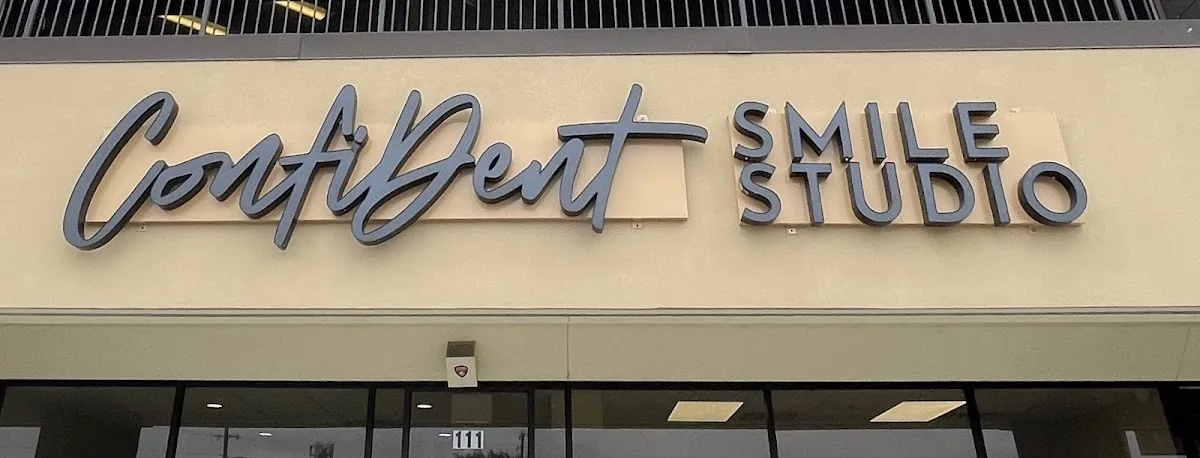 ConfiDent
SMILE
STUDIO
111